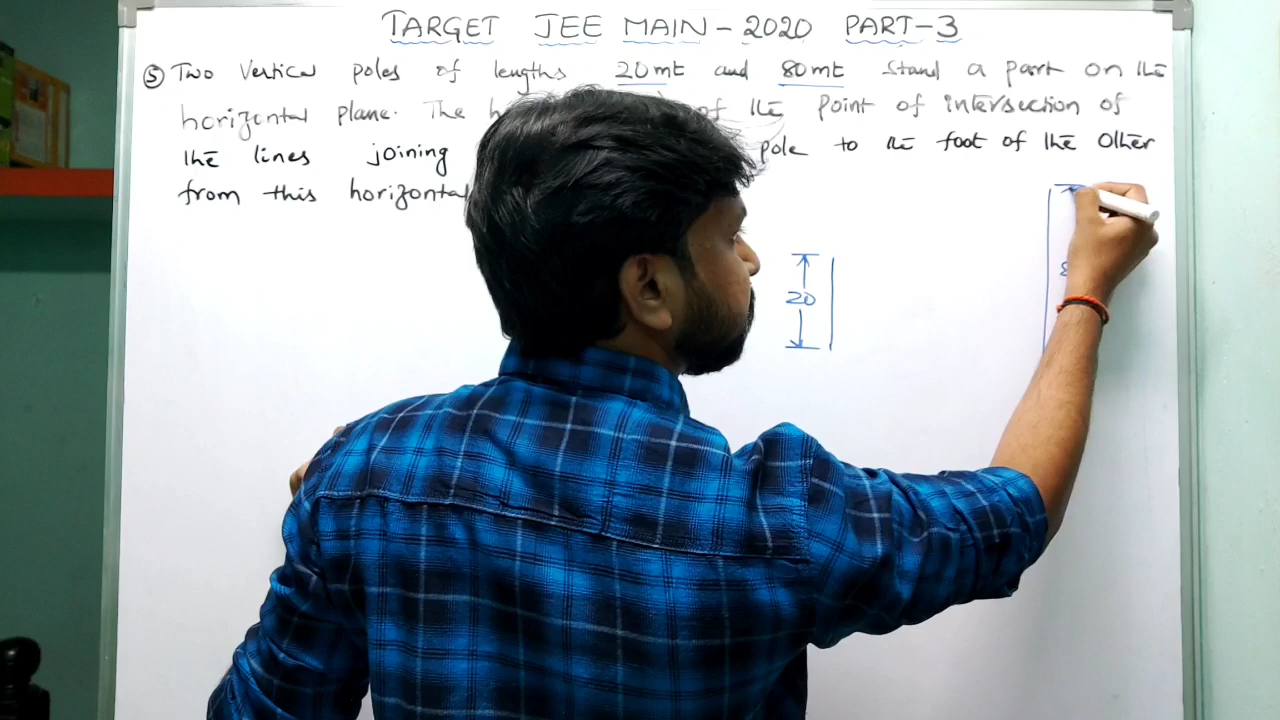 TARGET JEE MAIN - 2020 PART-3
⑤ Two Vertical poles of lengths 20mt and 80mt Stand a part on the
horizontal plane. The of the point of intersection of
the lines joining pole to the foot of the Other
from this horizontal
20